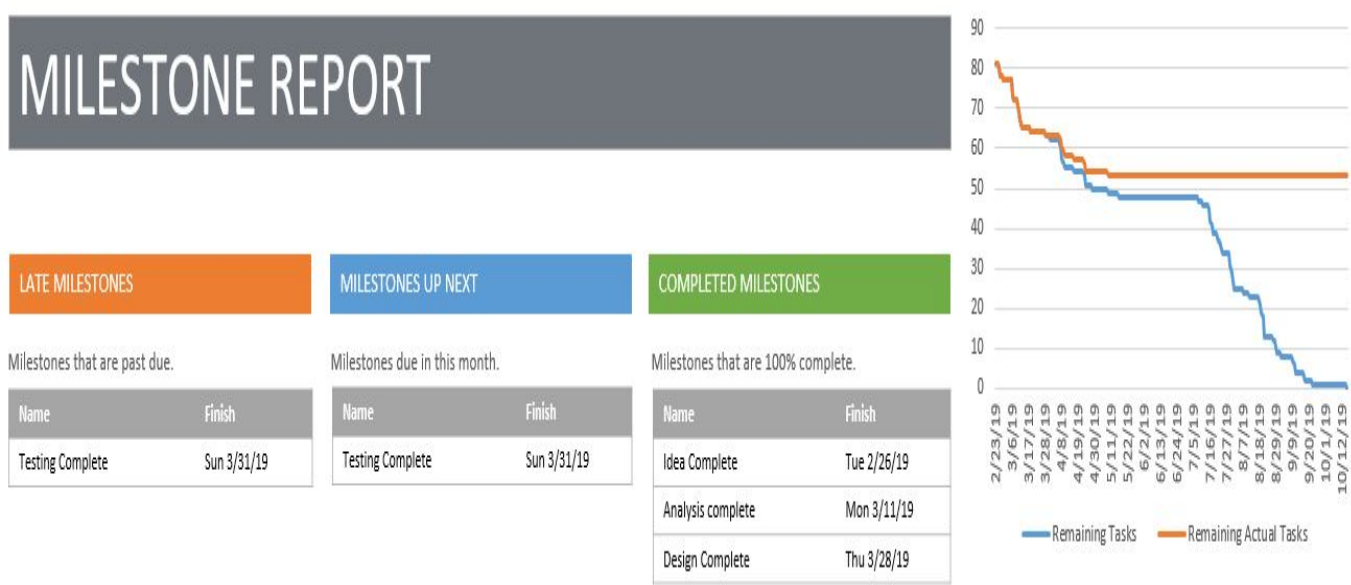 MILESTONE REPORT
LATE MILESTONES
Milestones that are past due.
Name Finish
Testing Complete Sun 3/31/19
MILESTONES UP NEXT
Milestones due in this month.
Name Finish
Testing Complete Sun 3/31/19
COMPLETED MILESTONES
Milestones that are 100% complete.
Name Finish
Idea Complete Tue 2/26/19
Analysis complete Mon 3/11/19
Design Complete Thu 3/28/19
90
80
70
60
50
40
30
20
10
0
2/23/19
3/6/19
3/17/19
3/28/19
4/8/19
4/19/19
4/30/19
5/11/19
5/22/19
6/2/19
6/13/19
6/24/19
7/5/19
7/16/19
7/27/19
8/7/19
8/18/19
8/29/19
9/9/19
9/20/19
10/1/19
10/12/19
Remaining Tasks Remaining Actual Tasks